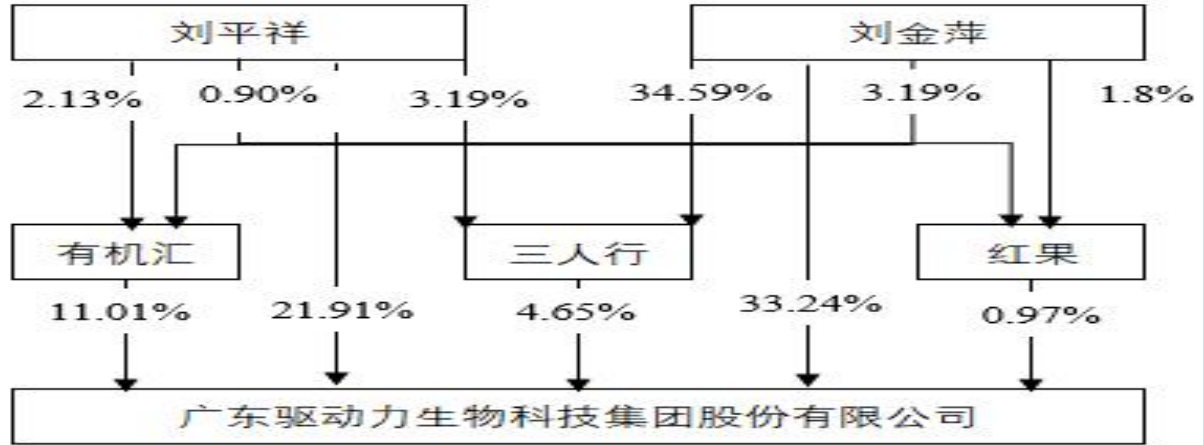 刘平祥 刘金萍
2.13% 0.90% 3.19% 34.59% 3.19% 1.8%
有机汇 三人行 红果
11.01% 21.91% 4.65% 33.24% 0.97%
广东驱动力生物科技集团股份有限公司